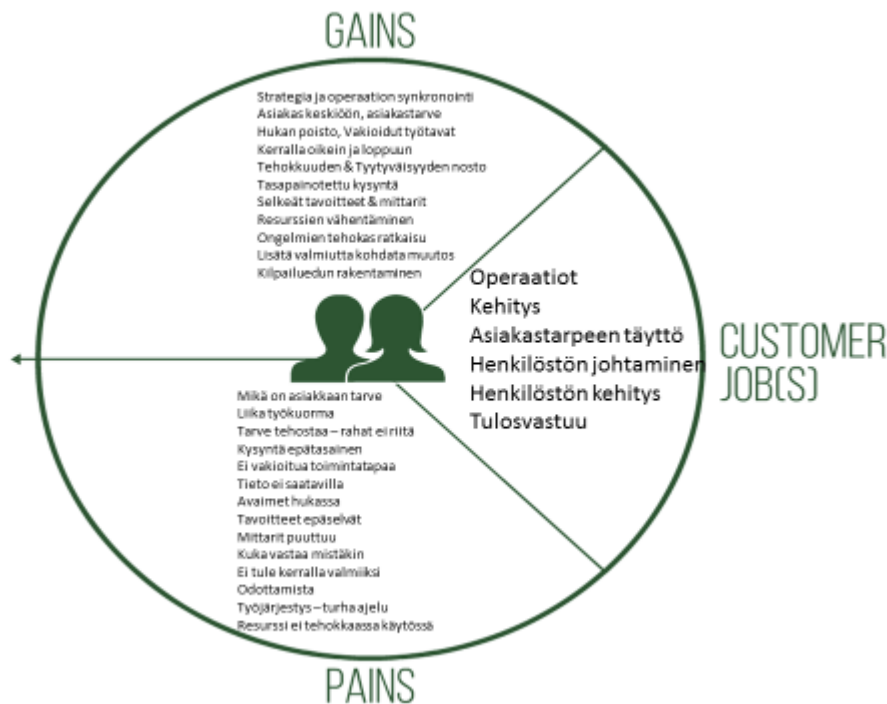 GAINS
Strategia ja operaation synkronointi
Asiakas keskiöön, asiakastarve
Hukan poisto, Vakioidut työtavat
Kerralla oikein ja loppuun
Tehokkuuden & Tyytyväisyyden nosto
Tasapainotettu kysyntä
Selkeät tavoitteet & mittarit
Resurssien vähentäminen
Ongelmien tehokas ratkaisu
Lisätä valmiutta kohdata muutos
Kilpailuedun rakentaminen
Operaatiot
Kehitys
Asiakastarpeen täyttö
Henkilöstön johtaminen
Henkilöstön kehitys
Tulosvastuu
CUSTOMER
JOB(S)
Mikä on asiakkaan tarve
Liika työkuorma
Tarve tehostaa – rahat ei riitä
Kysyntä epätasainen
Ei vakioitua toimintatapaa
Tieto ei saatavilla
Avaimet hukassa
Tavoitteet epäselvät
Mittarit puuttuu
Kuka vastaa mistäkin
Ei tule kerralla valmiiksi
Odottamista
Työjärjestys – turha ajelu
Resurssi ei tehokkaassa käytössä
PAINS